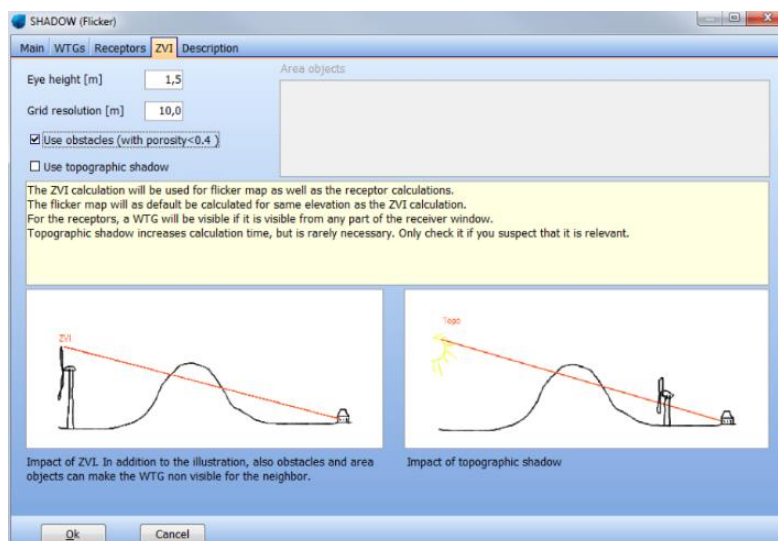 SHADOW (Flicker)
Main WTGs Receptors ZVI Description
Eye height [m] 1,5
Area objects
Grid resolution [m] 10,0
Use obstacles (with porosity<0.4 )
Use topographic shadow
The ZVI calculation will be used for flicker map as well as the receptor calculations.
The flicker map will as default be calculated for same elevation as the ZVI calculation.
For the receptors, a WTG will be visible if it is visible from any part of the receiver window.
Topographic shadow increases calculation time, but is rarely necessary. Only check it if you suspect that it is relevant.
ZVI
Topo
Impact of ZVI. In addition to the illustration, also obstacles and area
objects can make the WTG non visible for the neighbor.
Impact of topographic shadow
Ok Cancel